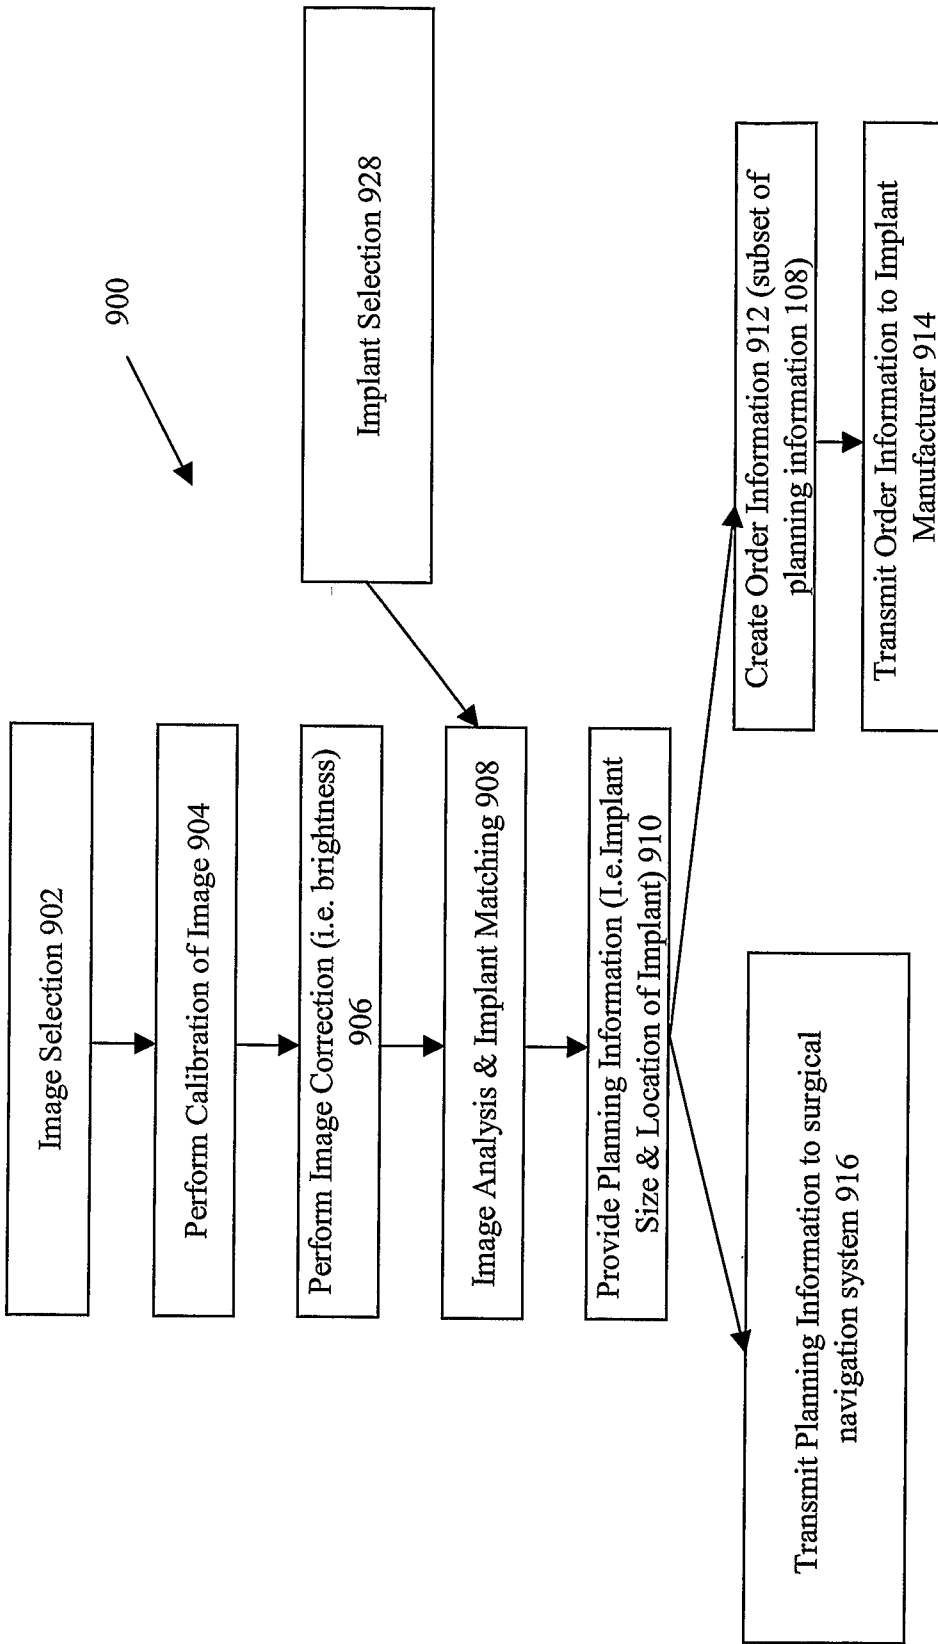 900
Image Selection 902
Perform Calibration of Image 904
Perform Image Correction (i.e. brightness)
906
Implant Selection 928
Image Analysis & Implant Matching 908
Provide Planning Information (I.e.Implant
Size & Location of Implant) 910
Transmit Planning Information to surgical
navigation system 916
Create Order Information 912 (subset of
planning information 108)
Transmit Order Information to Implant
Manufacturer 914